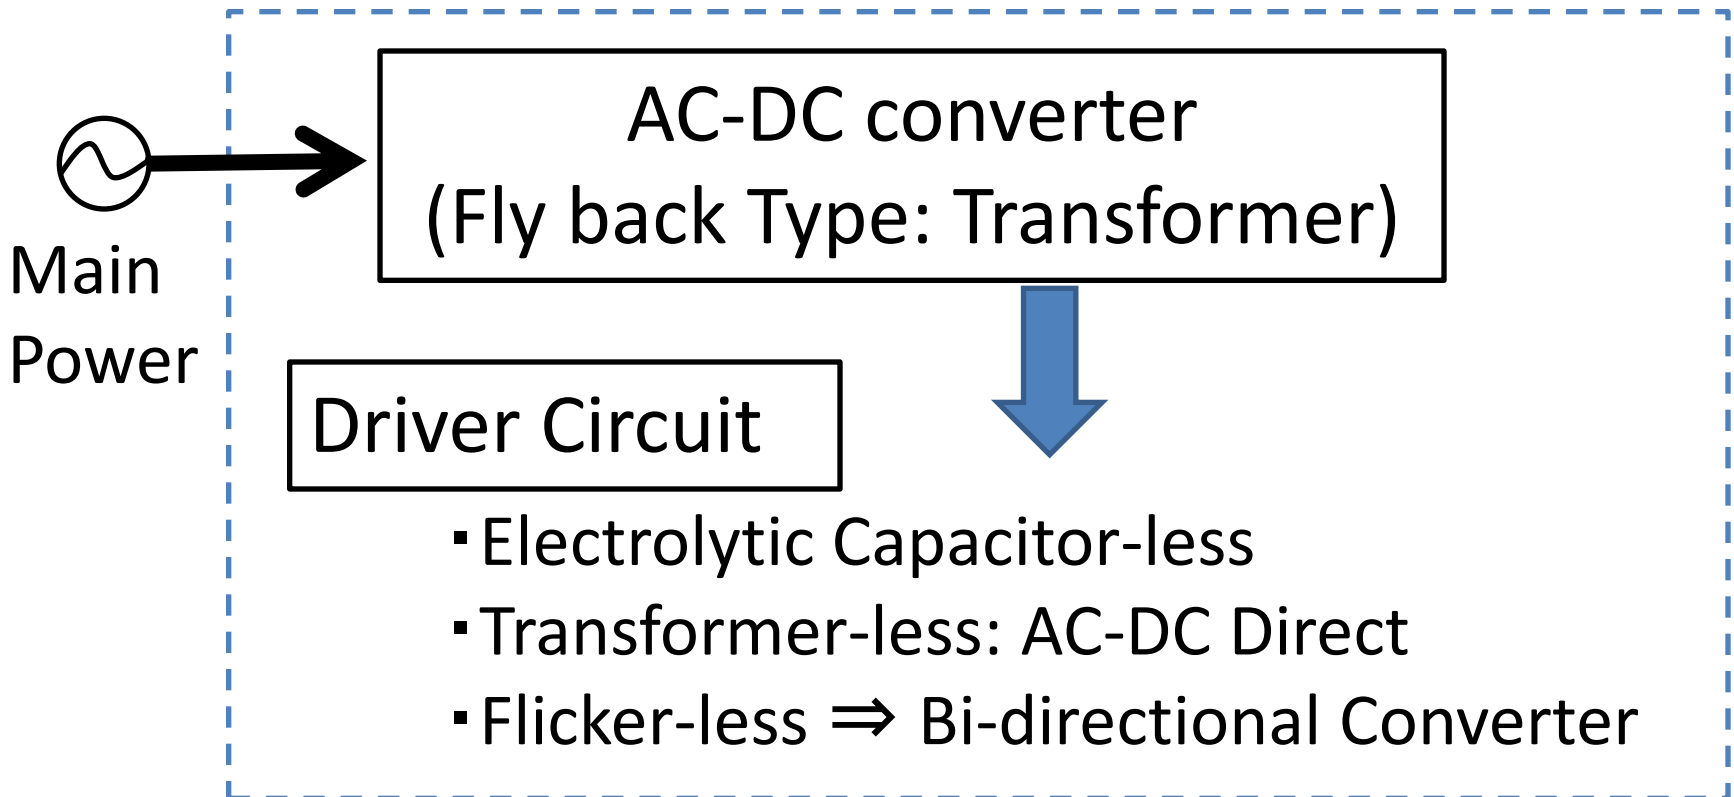 AC-DC converter
(Fly back Type: Transformer)
Main
Power
Driver Circuit
▪Electrolytic Capacitor-less
▪Transformer-less: AC-DC Direct
▪Flicker-less ⇒ Bi-directional Converter